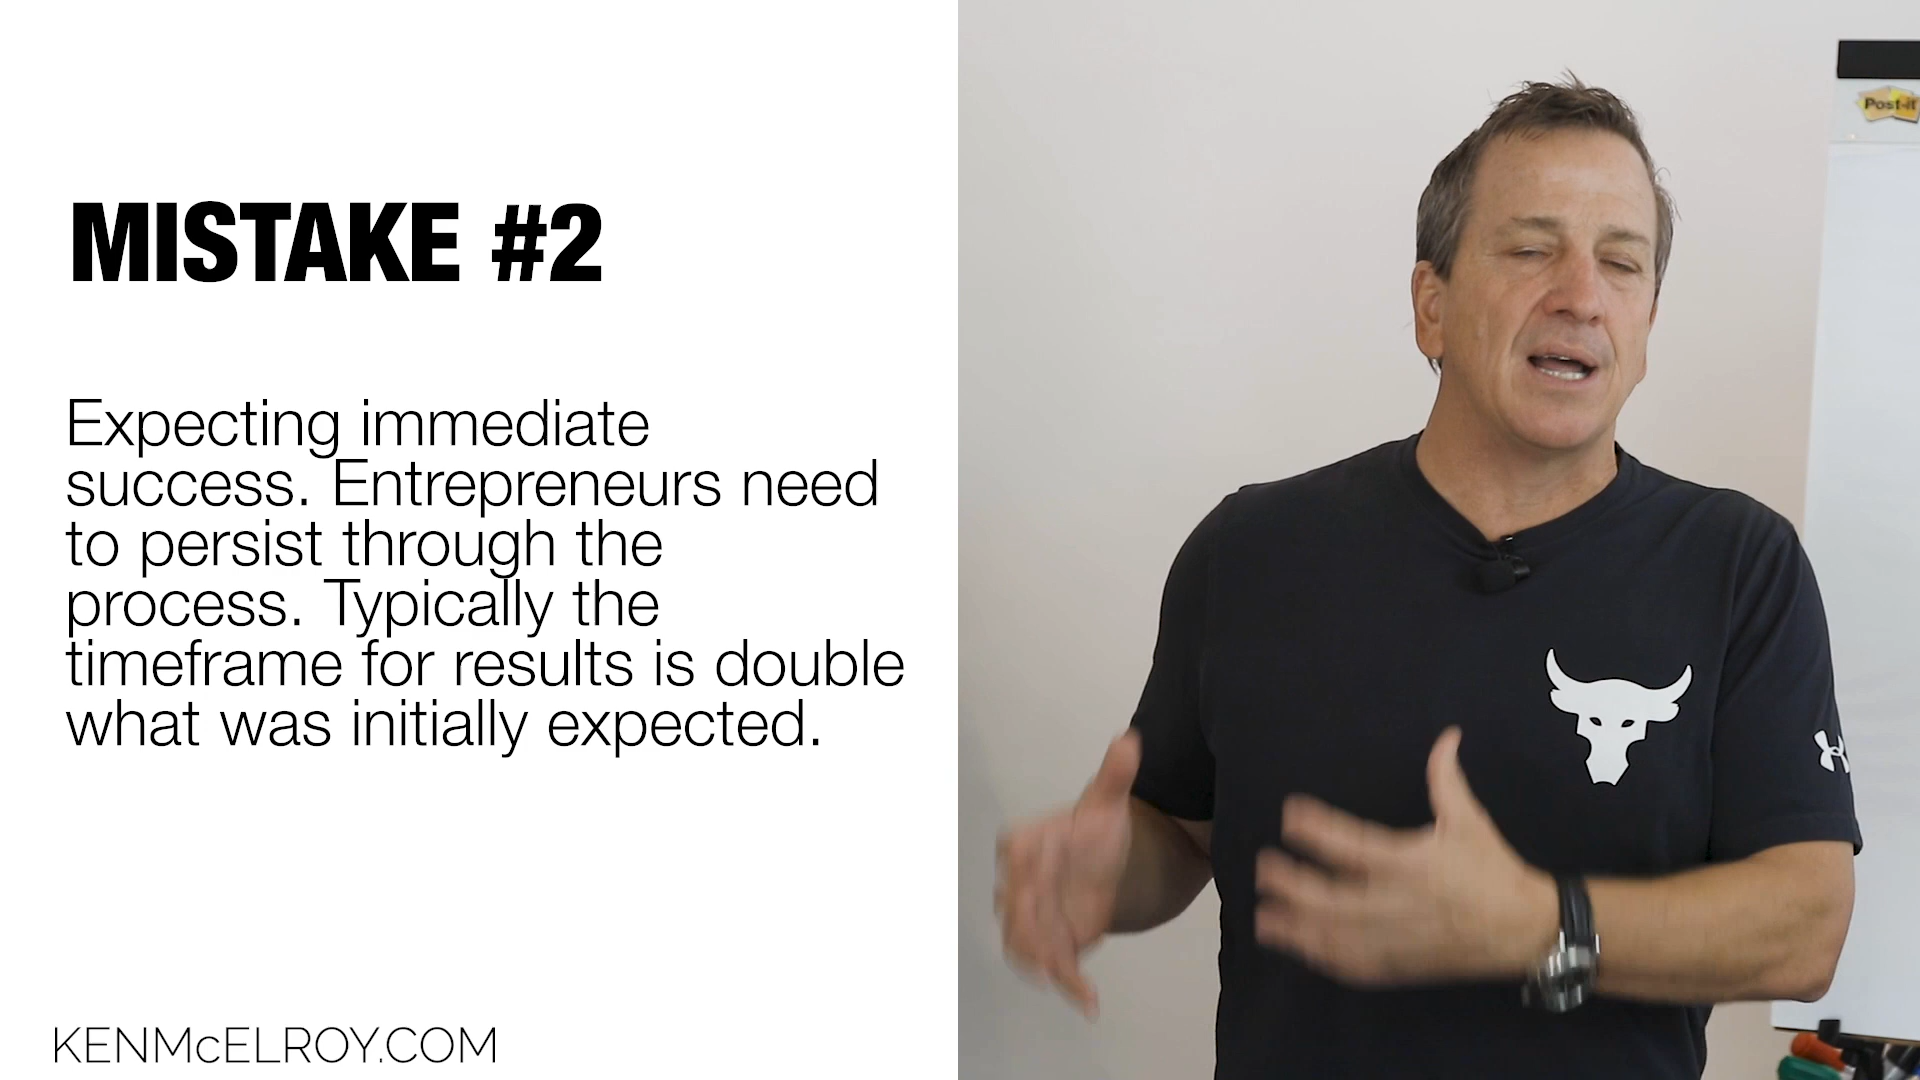 MISTAKE #2
Expecting immediate
success. Entrepreneurs need
to persist through the
process. Typically the
timeframe for results is double
what was initially expected.
KENMcELROY.COM
Post-it